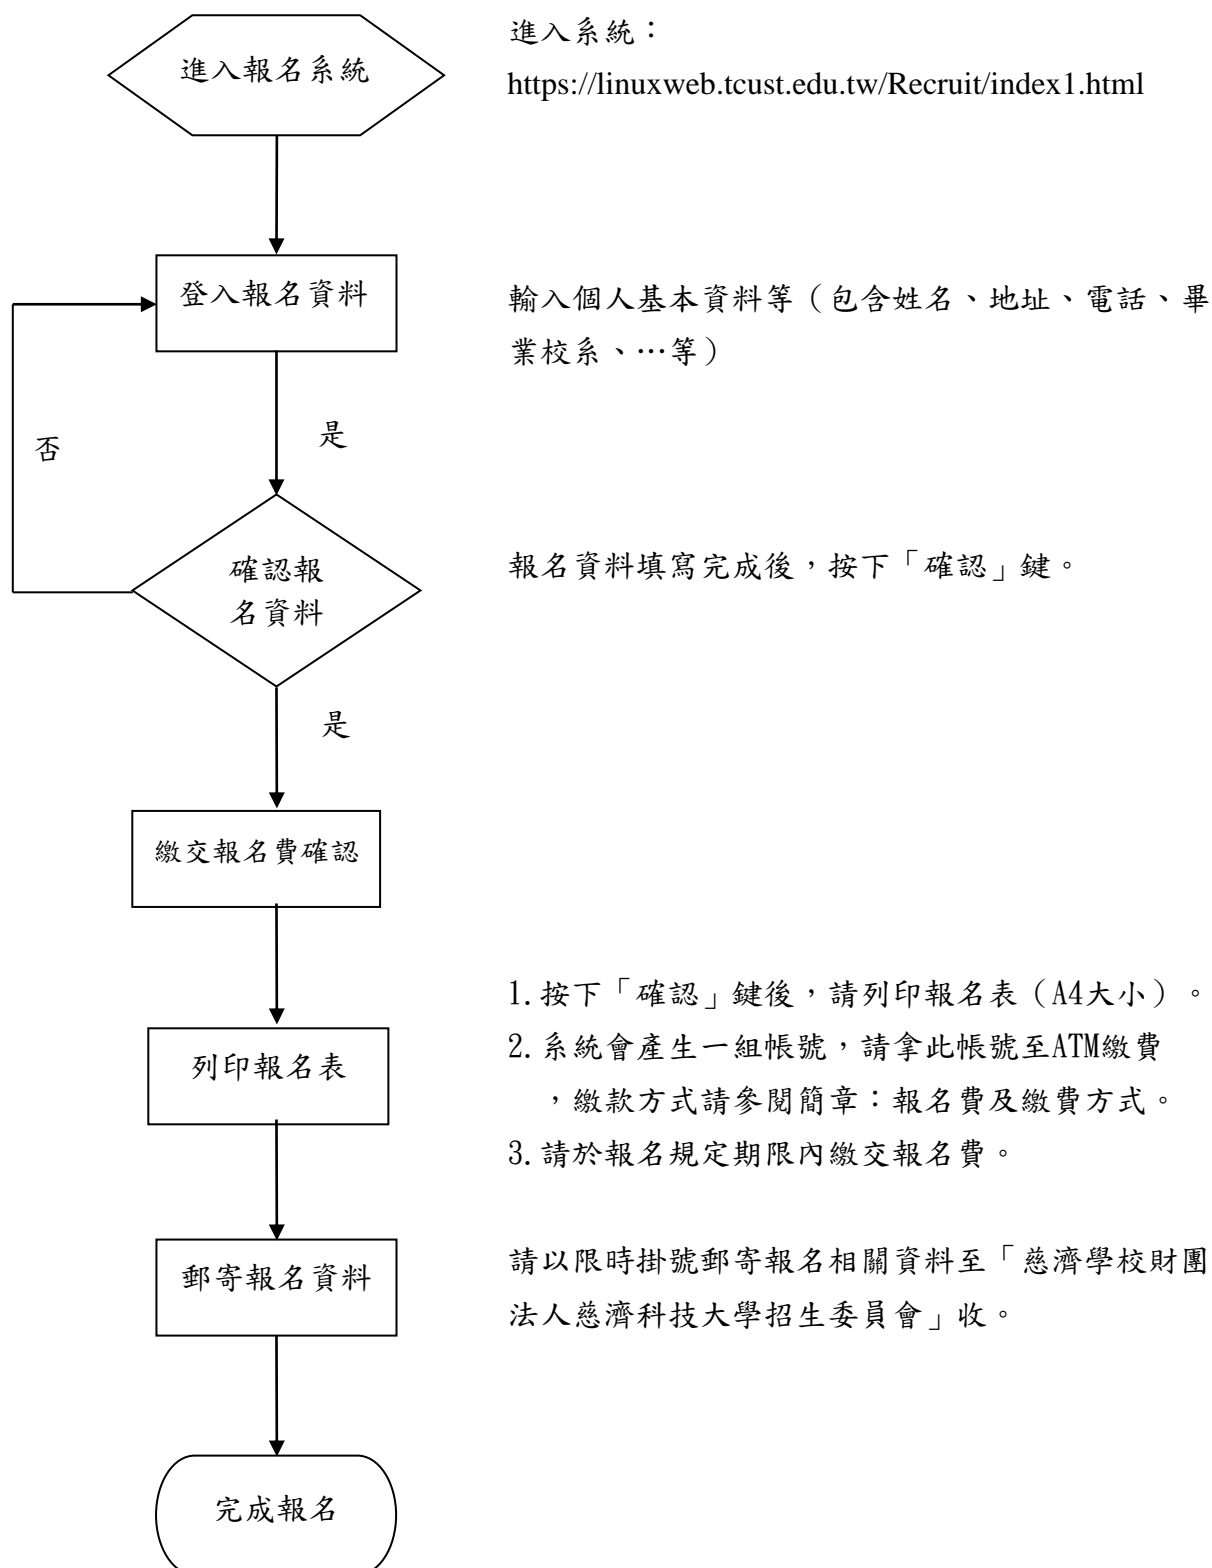 進入報名系統
進入系統：
https://linuxweb.tcust.edu.tw/Recruit/index1.html
登入報名資料
輸入個人基本資料等（包含姓名、地址、電話、畢
業校系、…等）
否
是
確認報
名資料
報名資料填寫完成後，按下「確認」鍵。
是
繳交報名費確認
列印報名表
1.按下「確認」鍵後，請列印報名表（A4大小）。
2.系統會產生一組帳號，請拿此帳號至ATM繳費
，繳款方式請參閱簡章：報名費及繳費方式。
3.請於報名規定期限內繳交報名費。
郵寄報名資料
請以限時掛號郵寄報名相關資料至「慈濟學校財團
法人慈濟科技大學招生委員會」收。
完成報名